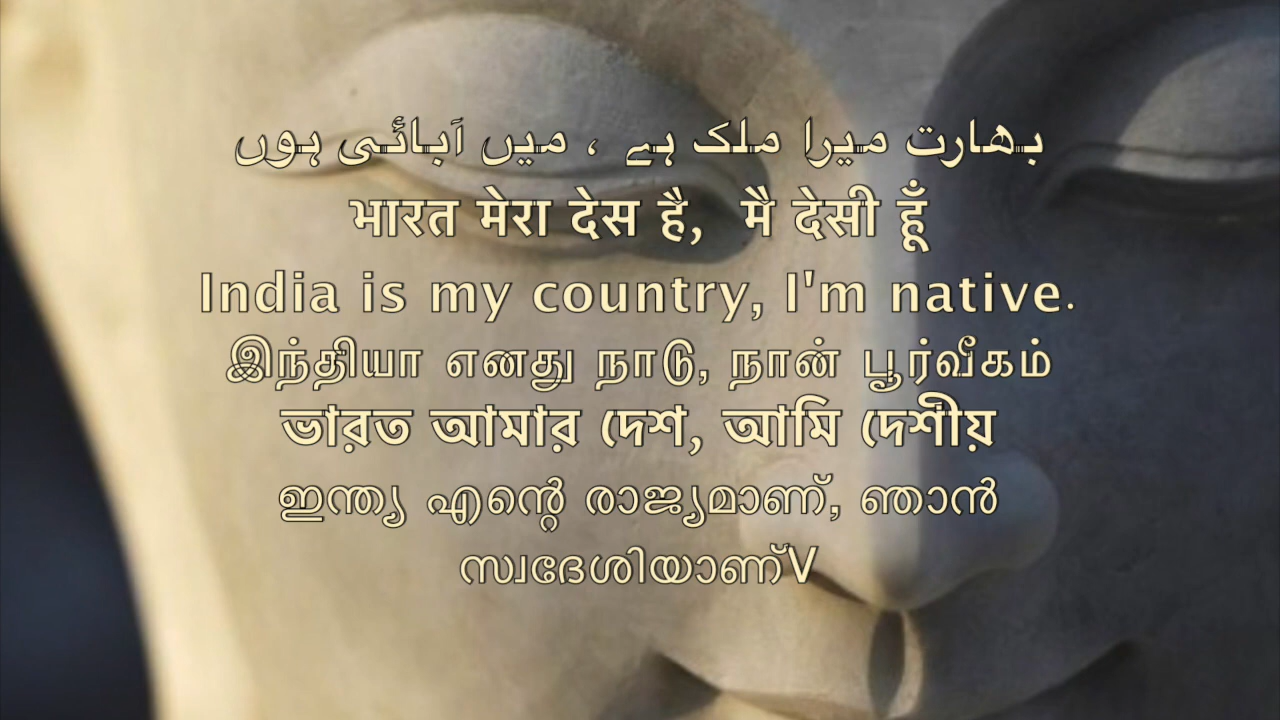 بھارت میرا ملک ہے ، میں آبائی ہوں
भारत मेरा देस है, मै देसी हूँ
India is my country, I'm native.
இந்தியா எனது நாடு, நான் பூர்வீகம்
ভারত আমার দেশ, আমি দেশীয়
ഇന്ത്യ എന്റെ രാജ്യമാണ്, ഞാൻ
സ്വദേശിയാണ്V